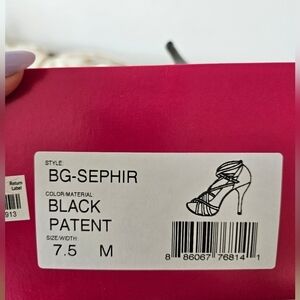 STYLE:
BG-SEPHIR
COLOR/MATERIAL:
BLACK
PATENT
SIZE/WIDTH:
7.5 M
8 86067 76814 1
Return
Label
913